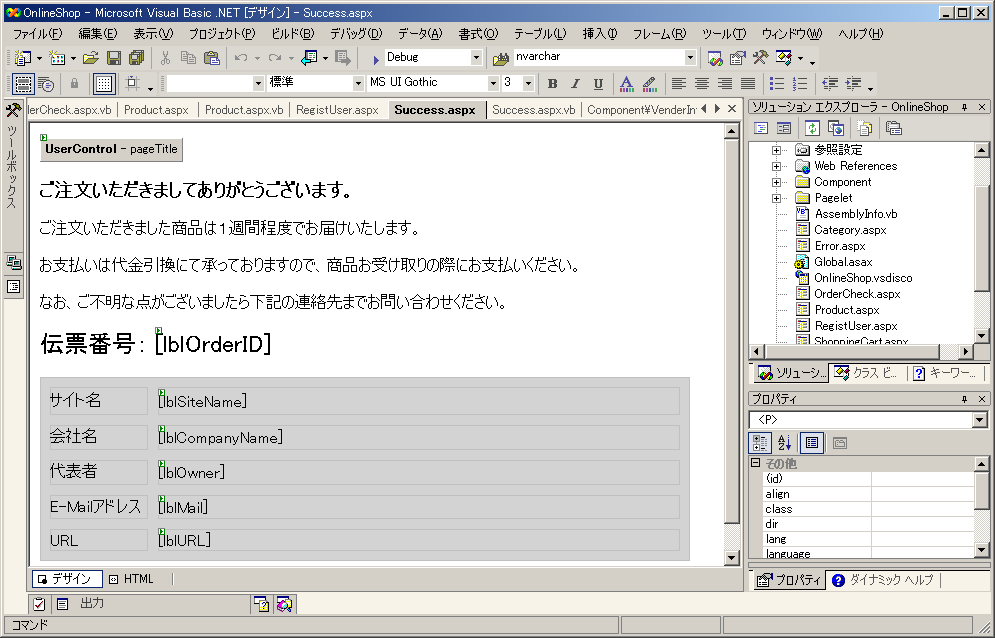 OnlineShop - Microsoft Visual Basic .NET [デザイン] - Success.aspx
ファイル(F) 編集(E) 表示(V) プロジェクト(P) ビルド(B) デバッグ(D) データ(A) 書式(O) テーブル(L) 挿入(I) フレーム(R) ツール(T) ウィンドウ(W) ヘルプ(H)
Debug nvarchar
標準 MS UI Gothic 3 B I U A
lerCheck.aspx.vb Product.aspx Product.aspx.vb RegistUser.aspx Success.aspx Success.aspx.vb Component¥VenderIn
ツールボックス
UserControl - pageTitle
ご注文いただきましてありがとうございます。
ご注文いただきました商品は１週間程度でお届けいたします。
お支払いは代金引換にて承っておりますので、商品お受け取りの際にお支払いください。
なお、ご不明な点がございましたら下記の連絡先までお問い合わせください。
伝票番号： [lblOrderID]
サイト名 [lblSiteName]
会社名 [lblCompanyName]
代表者 [lblOwner]
E-Mailアドレス [lblMail]
URL [lblURL]
デザイン HTML
出力
コマンド
ソリューション エクスプローラ - OnlineShop
参照設定
Web References
Component
Pagelet
AssemblyInfo.vb
Category.aspx
Error.aspx
Global.asax
OnlineShop.vsdisco
OrderCheck.aspx
Product.aspx
RegistUser.aspx
ShoppingCart.aspx
ソリューシ... クラス ビ... キーワー...
プロパティ
<P>
その他
(id)
align
class
dir
lang
language
プロパティ ダイナミック ヘルプ